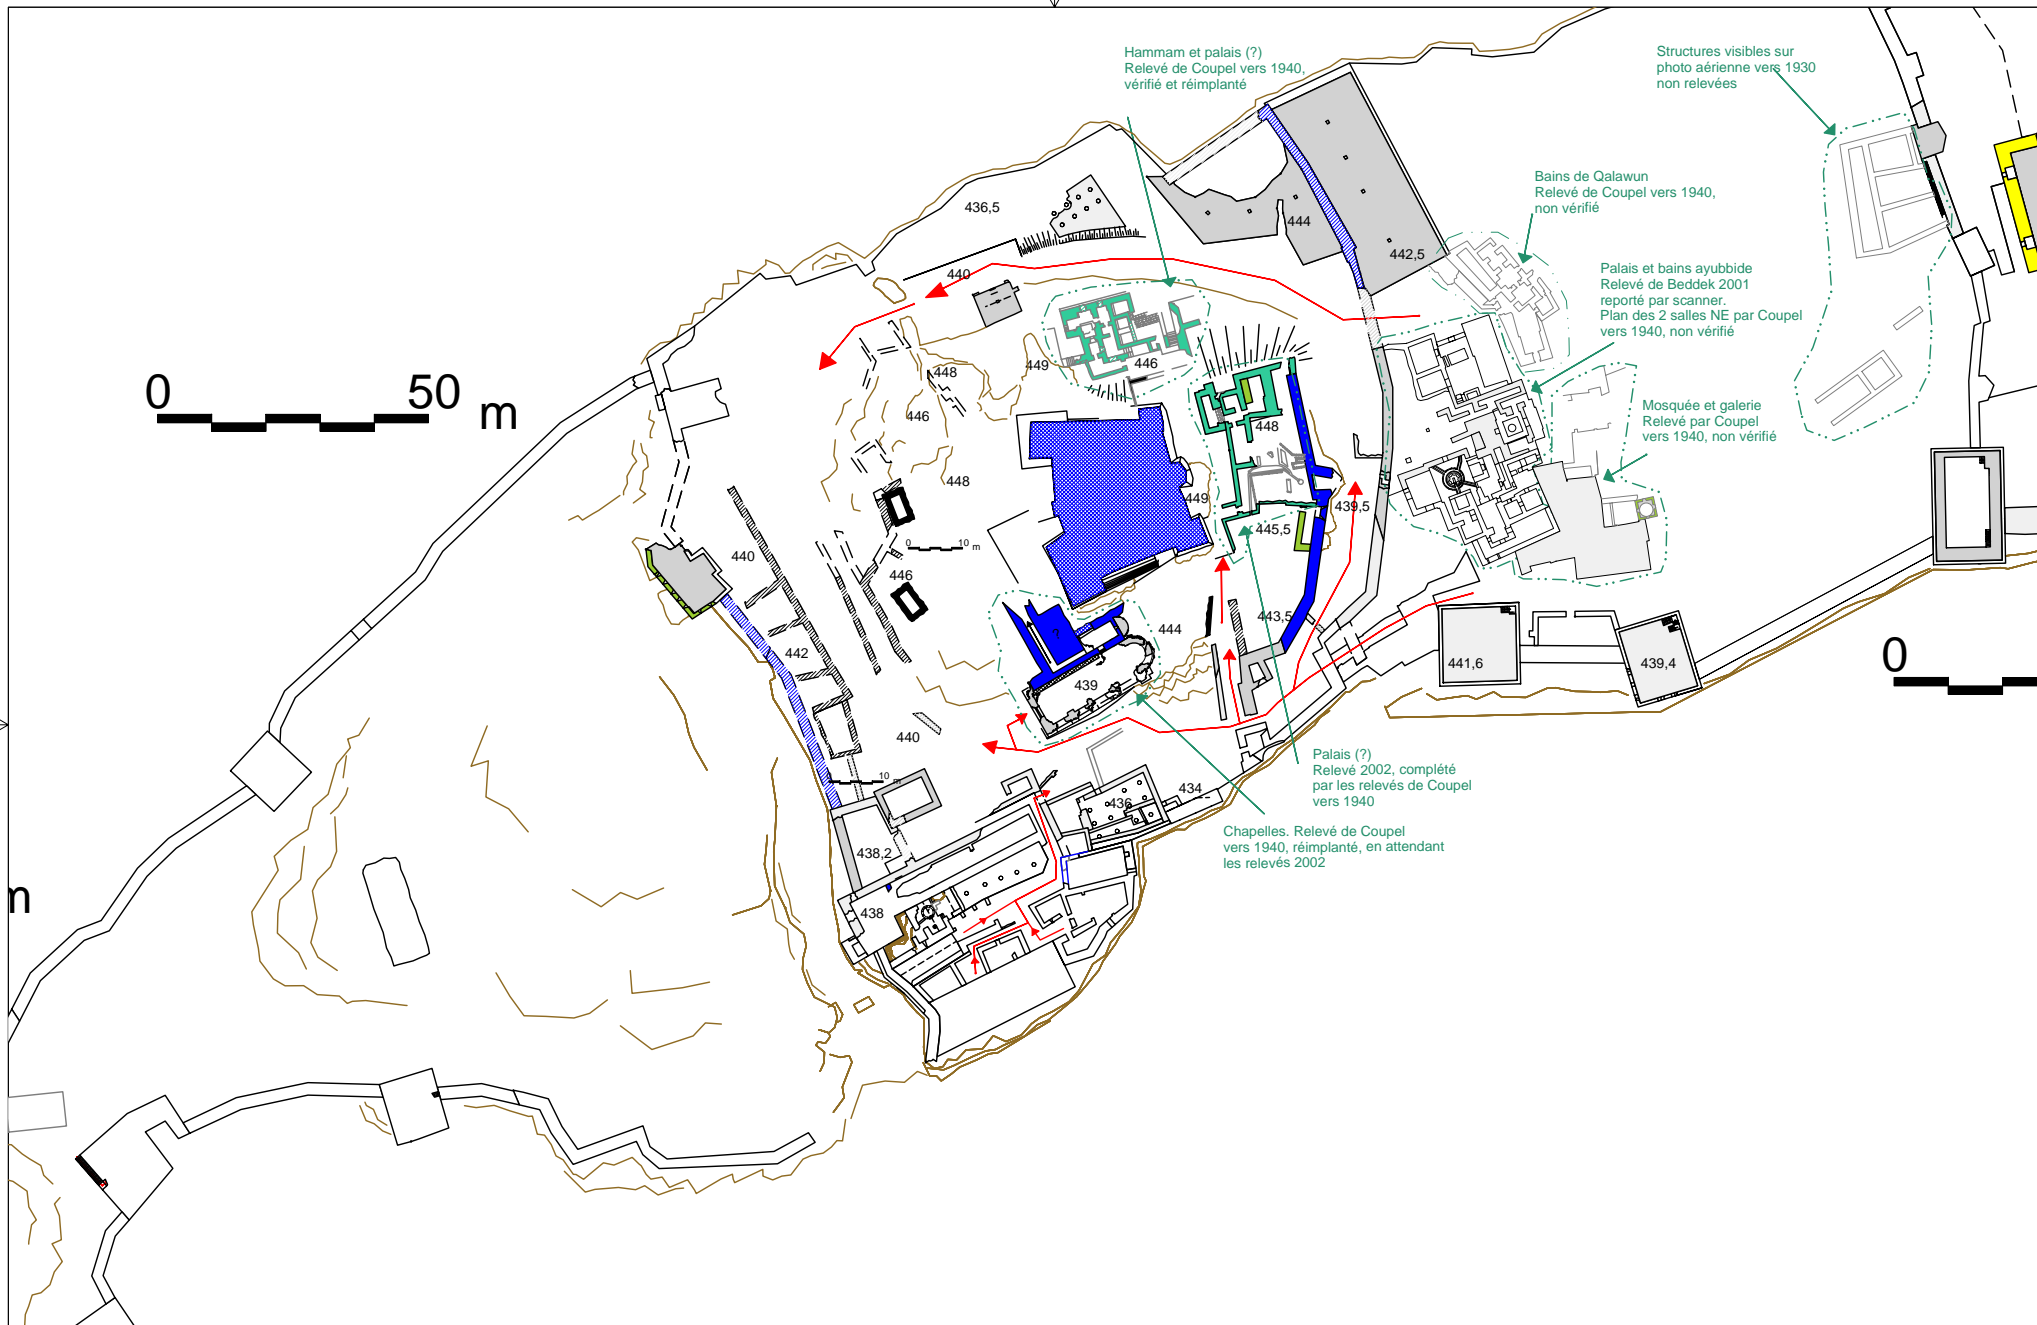 Hammam et palais (?)
Relevé de Coupel vers 1940,
vérifié et réimplanté
Structures visibles sur
photo aérienne vers 1930
non relevées
Bains de Qalawun
Relevé de Coupel vers 1940,
non vérifié
Palais et bains ayubbide
Relevé de Beddek 2001
reporté par scanner.
Plan des 2 salles NE par Coupel
vers 1940, non vérifié
Mosquée et galerie
Relevé par Coupel
vers 1940, non vérifié
436,5
444
442,5
440
449
446
448
446
448
448
449
439,5
445,5
0 50 m
0 10 m
440
446
442
444
443,5
439
441,6
439,4
0
440
Palais (?)
Relevé 2002, complété
par les relevés de Coupel
vers 1940
Chapelles. Relevé de Coupel
vers 1940, réimplanté, en attendant
les relevés 2002
10 m
436
434
438,2
438
m
?